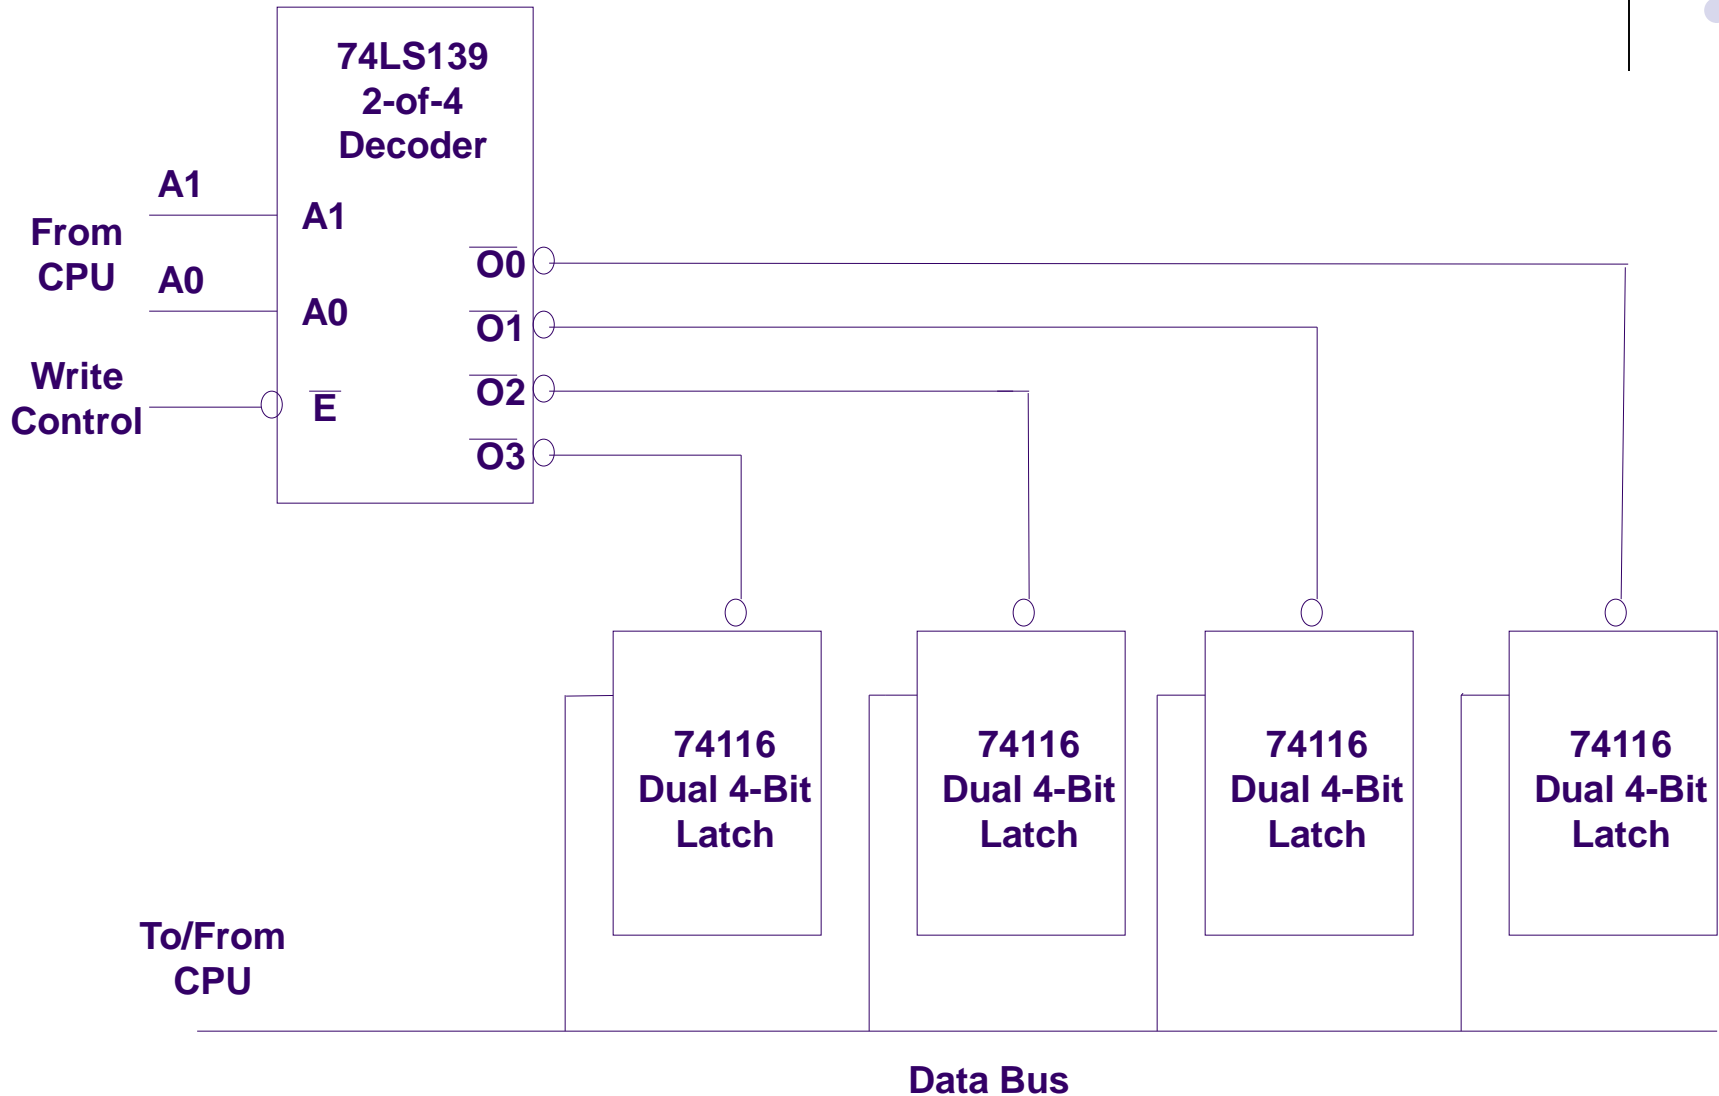 74LS139
2-of-4
Decoder
A1
From
CPU
A0
A1
A0
Write
Control
E
O0
O1
O2
O3
74116
Dual 4-Bit
Latch
74116
Dual 4-Bit
Latch
74116
Dual 4-Bit
Latch
74116
Dual 4-Bit
Latch
To/From
CPU
Data Bus